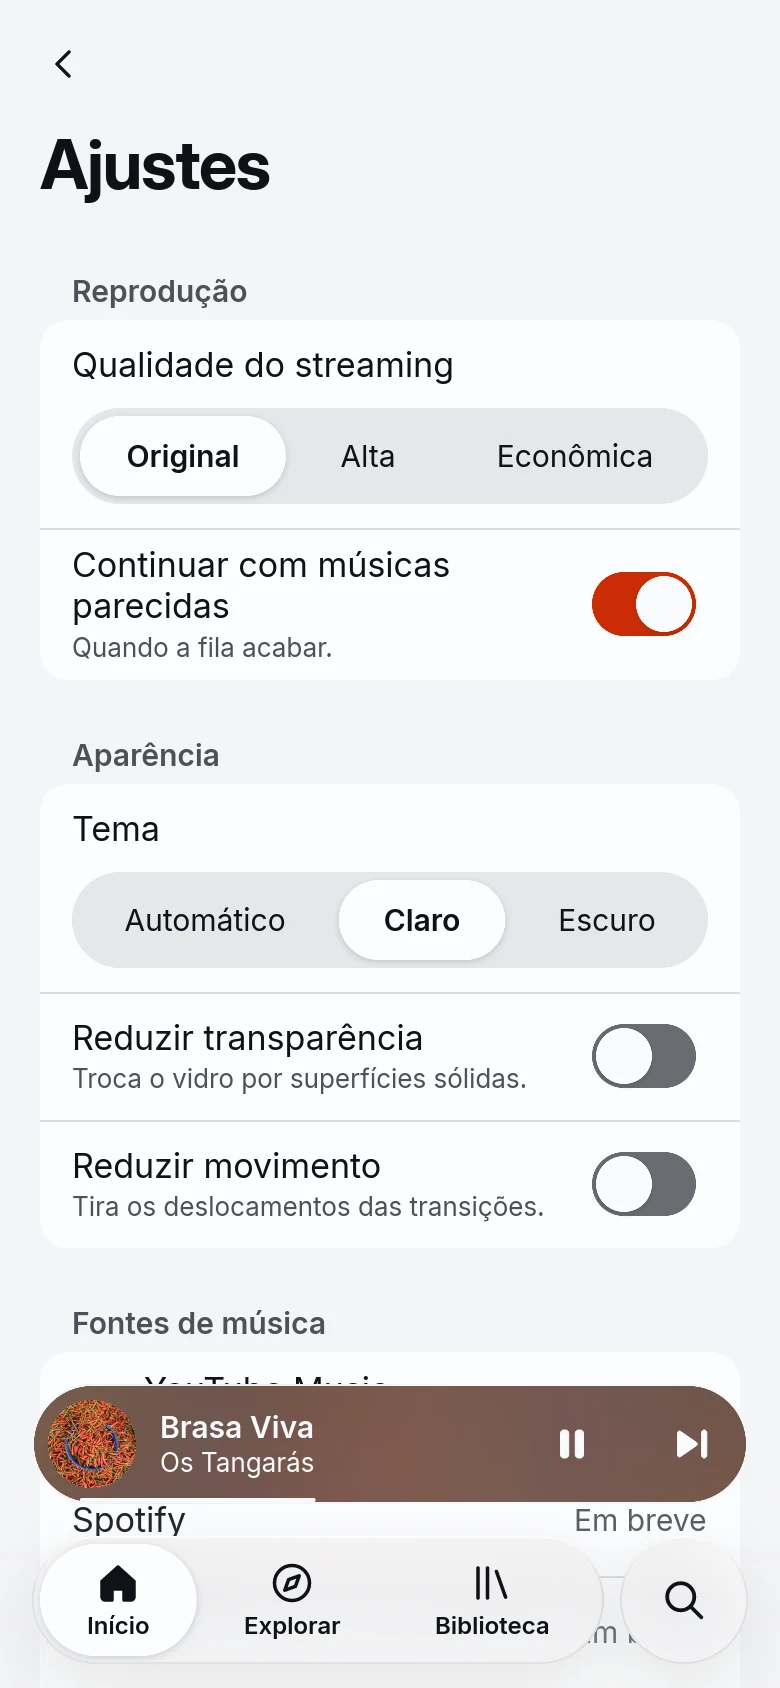 Ajustes
Reprodução
Qualidade do streaming
Original
Alta
Econômica
Continuar com músicas
parecidas
Quando a fila acabar.
Aparência
Tema
Automático
Claro
Escuro
Reduzir transparência
Troca o vidro por superfícies sólidas.
Reduzir movimento
Tira os deslocamentos das transições.
Fontes de música
YouTube Music
Brasa Viva
Os Tangarás
Spotify
Em breve
Início
Explorar
Biblioteca